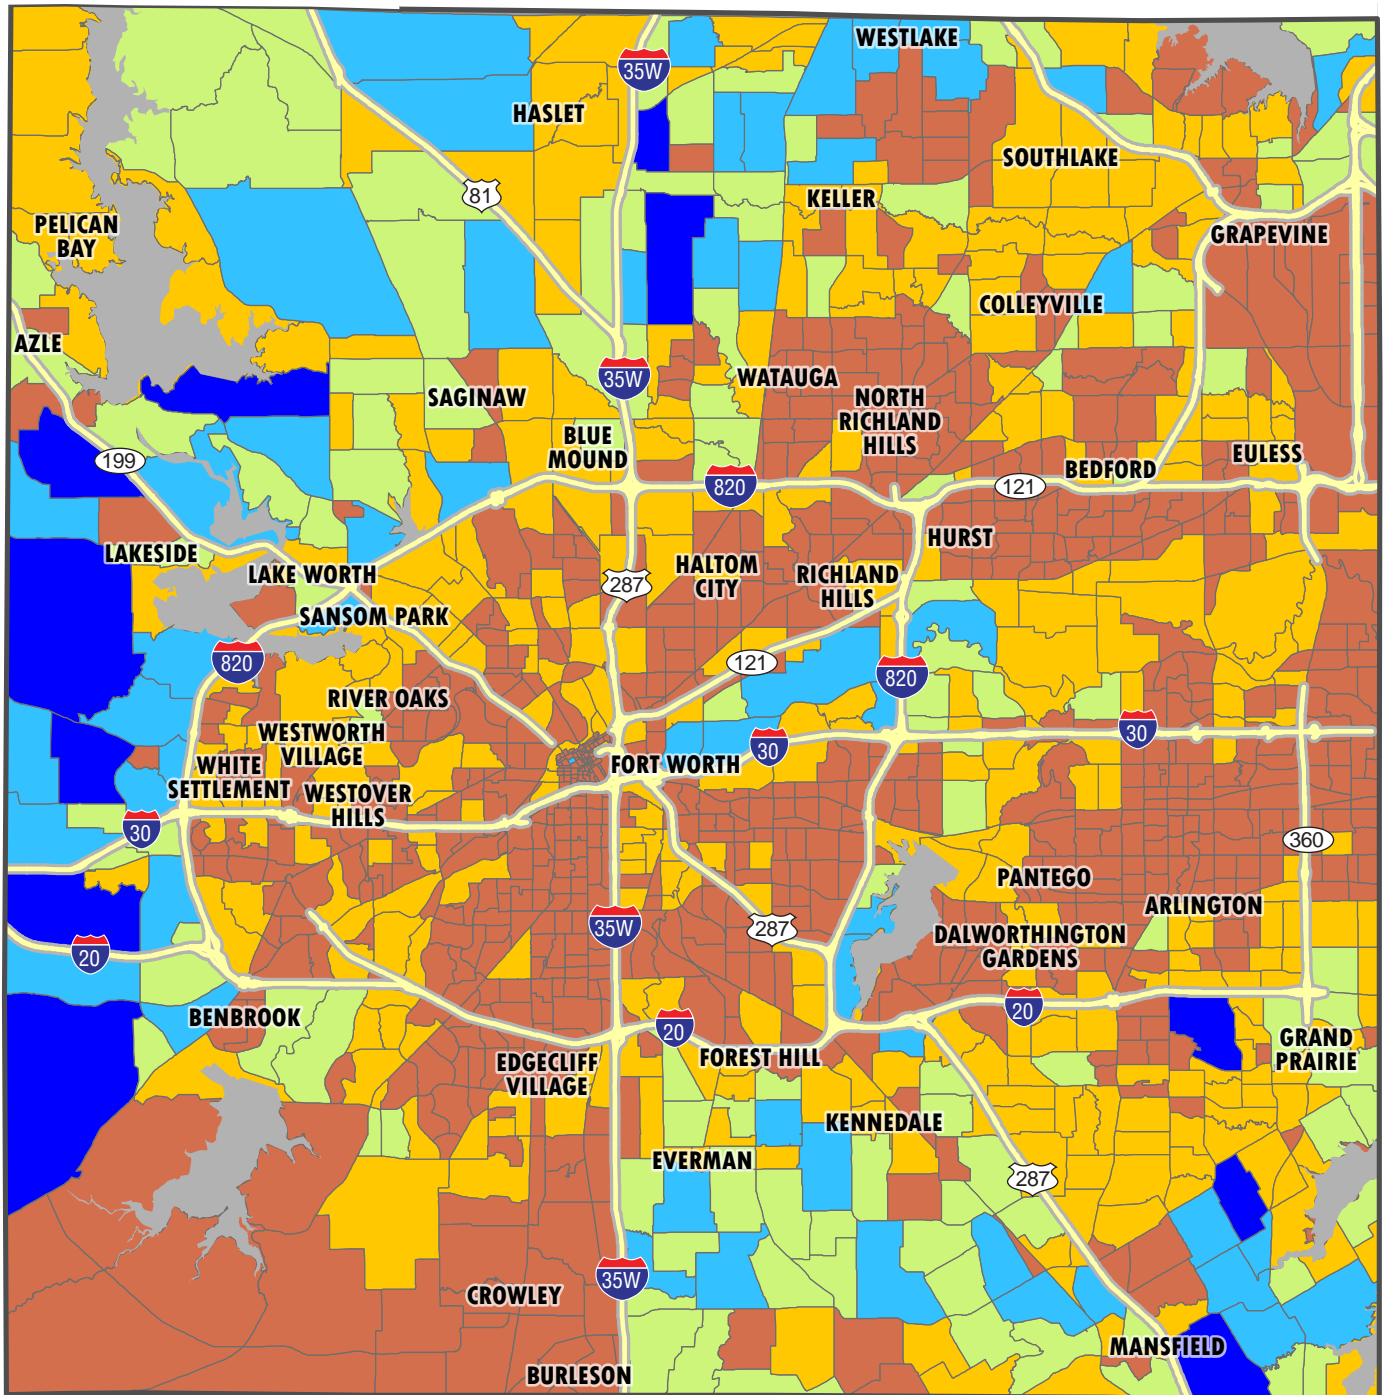 WESTLAKE
35W
HASLET
SOUTHLAKE
81
KELLER
PELICAN
BAY
GRAPEVINE
COLLEYVILLE
AZLE
35W
WATAUGA
SAGINAW
NORTH
RICHLAND
HILLS
BLUE
MOUND
EULESS
199
BEDFORD
820
121
HURST
LAKESIDE
HALTOM
CITY
LAKE WORTH
RICHLAND
HILLS
287
SANSOM PARK
820
121
820
RIVER OAKS
WESTWORTH
VILLAGE
30
30
FORT WORTH
WHITE
SETTLEMENT
WESTOVER
HILLS
30
360
PANTEGO
ARLINGTON
35W
287
DALWORTHINGTON
GARDENS
20
20
BENBROOK
20
GRAND
PRAIRIE
EDGECLIFF
VILLAGE
FOREST HILL
KENNEDALE
EVERMAN
287
35W
CROWLEY
MANSFIELD
BURLESON